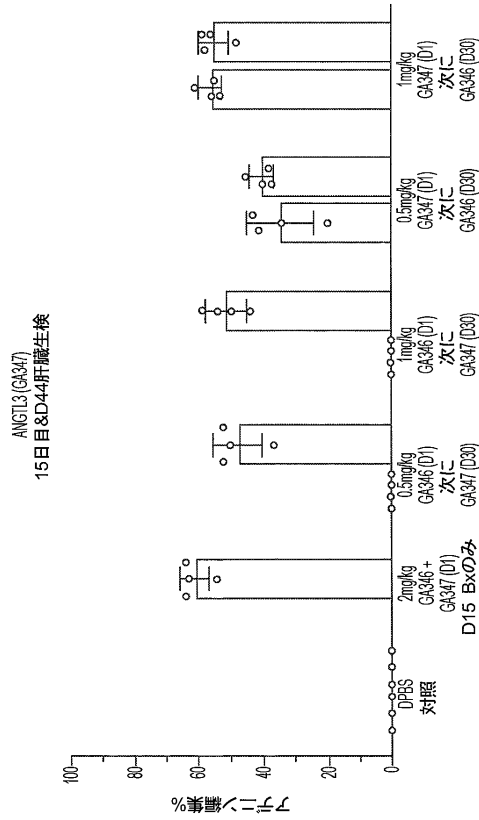 ANGTL3 (GA347)
15日目&D44肝臓生検
アデニン編集%
100
80
60
40
20
0
DPBS
対照
2mg/kg
GA346 +
GA347 (D1)
D15 Bxのみ
0.5mg/kg
GA346 (D1)
次に
GA347 (D30)
1mg/kg
GA346 (D1)
次に
GA347 (D30)
0.5mg/kg
GA347 (D1)
次に
GA346 (D30)
1mg/kg
GA347 (D1)
次に
GA346 (D30)